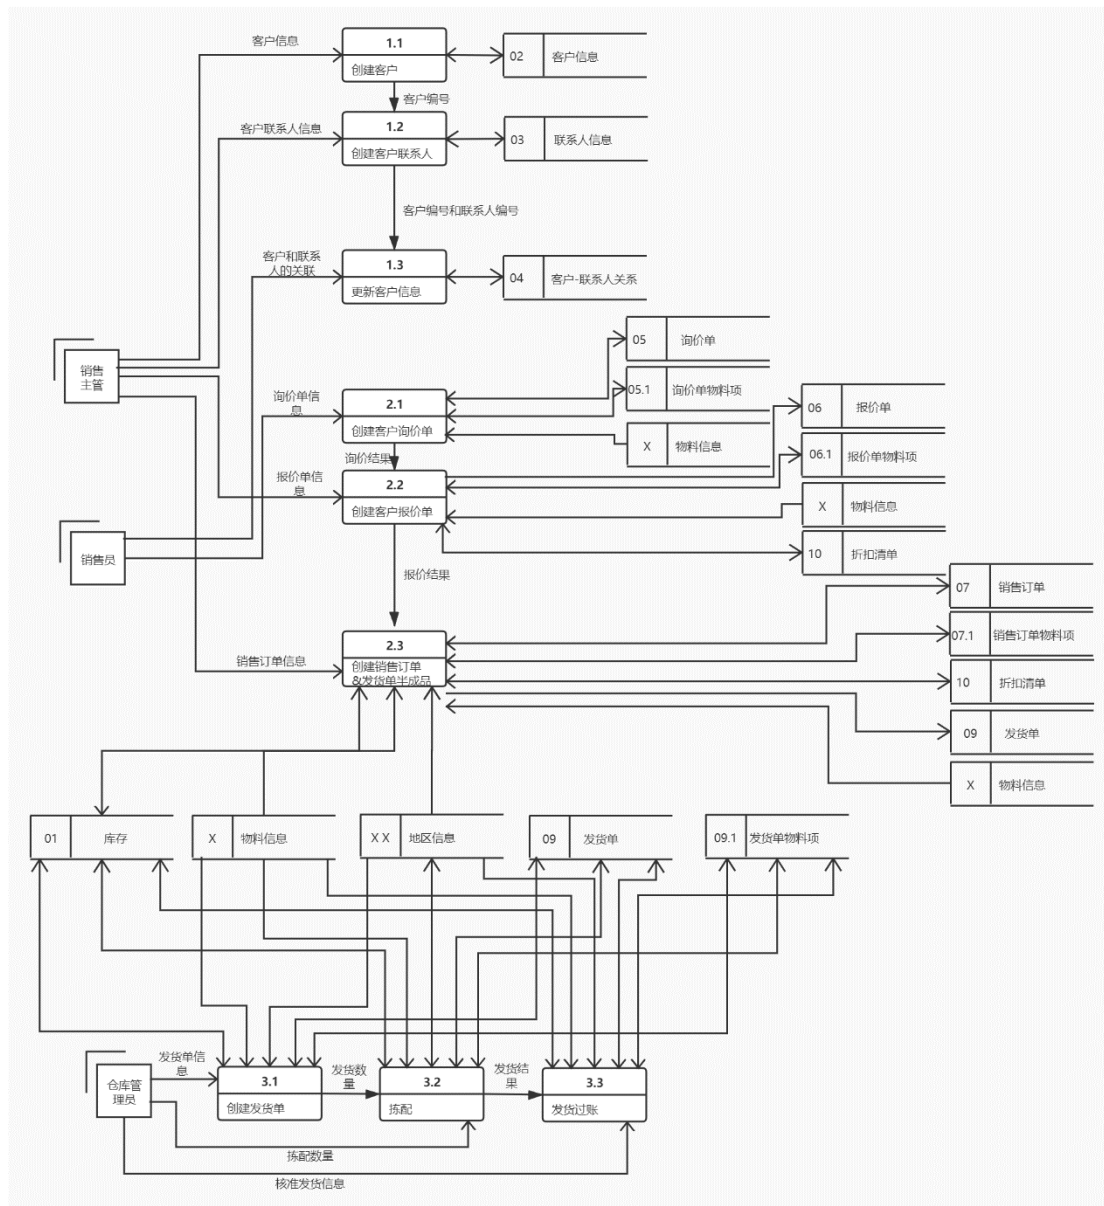 客户信息
1.1
创建客户
02
客户信息
客户编号
客户联系人信息
1.2
创建客户联系人
03
联系人信息
客户编号和联系人编号
客户和联系
人的关联
1.3
更新客户信息
04
客户-联系人关系
销售
主管
05
询价单
05.1
询价单物料项
X
物料信息
询价单信
息
2.1
创建客户询价单
询价结果
06
报价单
06.1
报价单物料项
X
物料信息
10
折扣清单
报价单信
息
2.2
创建客户报价单
销售员
报价结果
07
销售订单
07.1
销售订单物料项
10
折扣清单
09
发货单
X
物料信息
销售订单信息
2.3
创建销售订单
&发货单半成品
01
库存
X
物料信息
X X
地区信息
09
发货单
09.1
发货单物料项
仓库管
理员
发货单信
息
3.1
创建发货单
发货数
量
3.2
拣配
发货结
果
3.3
发货过账
拣配数量
核准发货信息